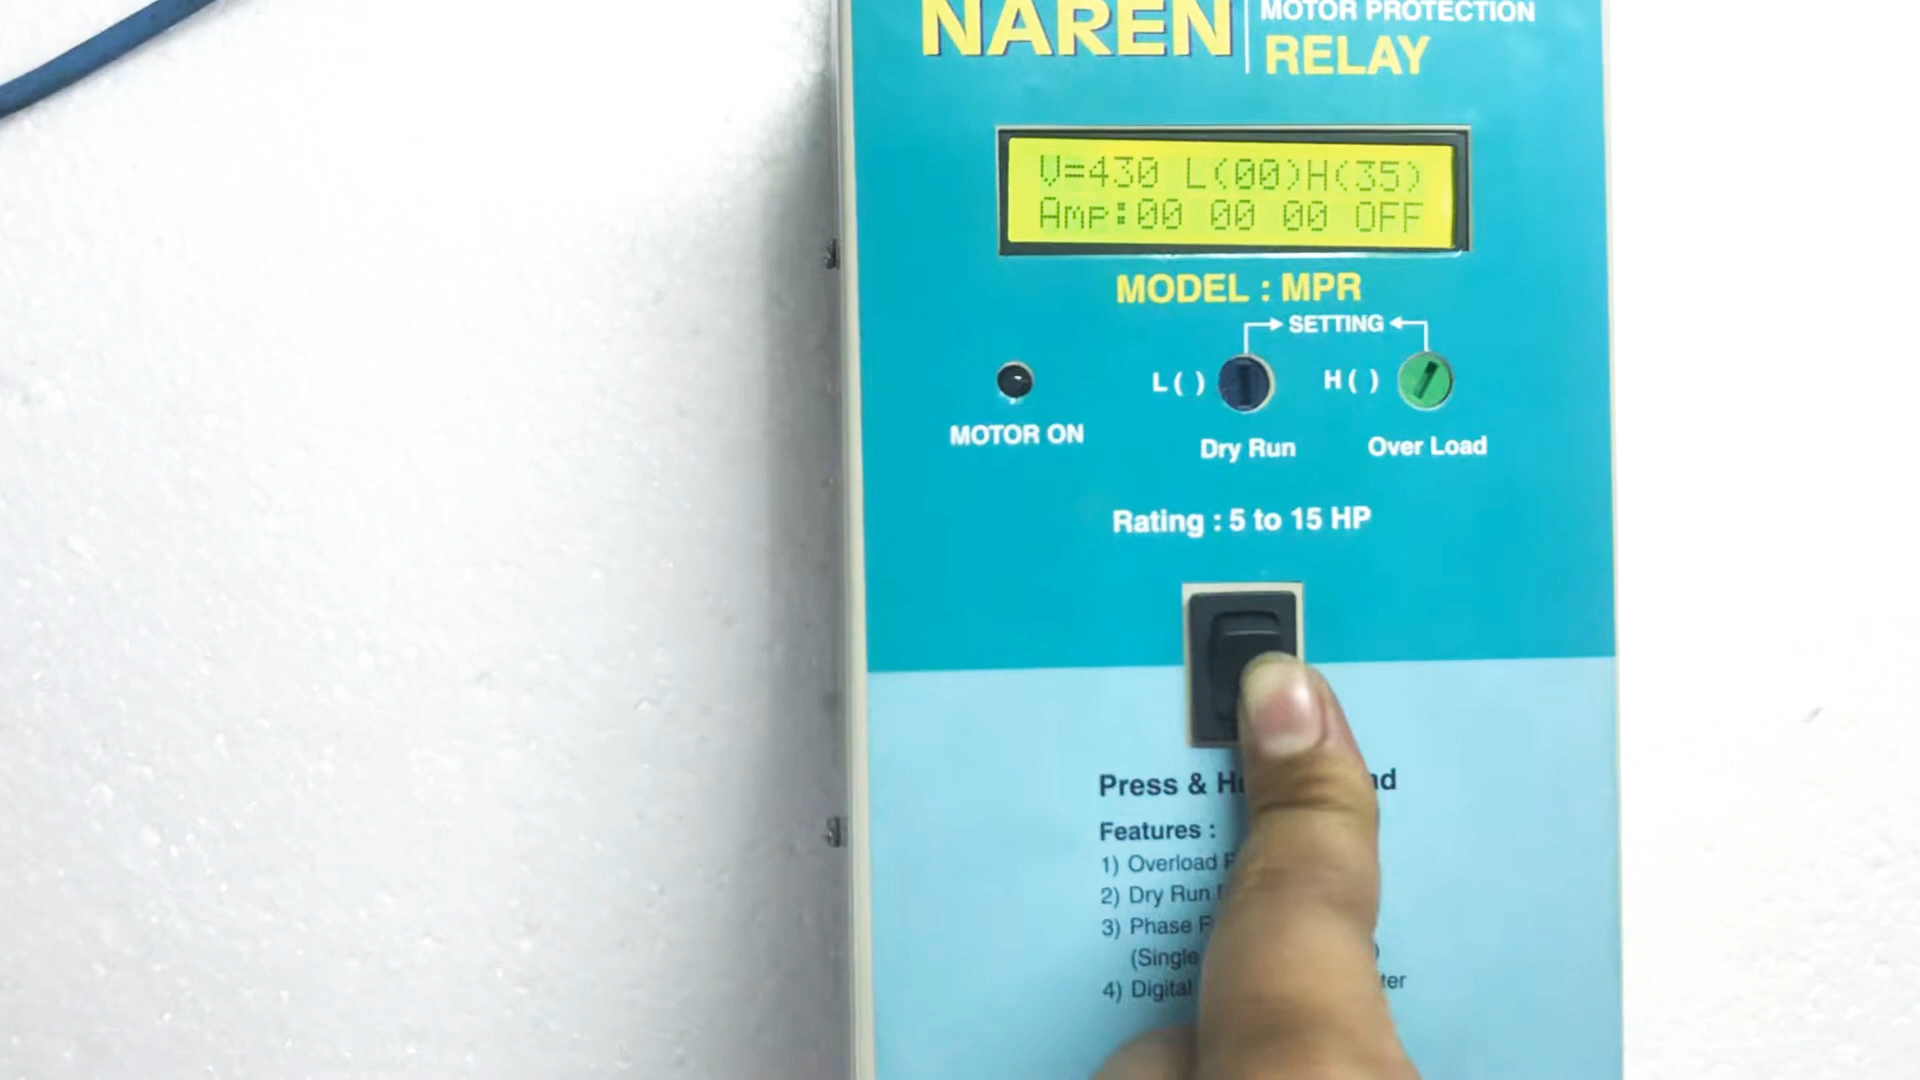 NAREN
MOTOR PROTECTION
RELAY
V=430 L(00)H(35)
Amp:00 00 00 OFF
MODEL : MPR
SETTING
L ( )
H ( )
MOTOR ON
Dry Run
Over Load
Rating : 5 to 15 HP
Press &
Features :
1) Overload
2) Dry Run
3) Phase
(Single
4) Digital